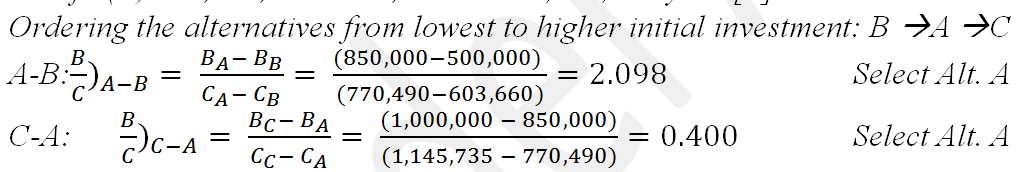 Ordering the alternatives from lowest to higher initial investment: B →A →C
A-B: B/C)A−B = (BA− BB)/(CA− CB) = (850,000−500,000)/(770,490−603,660) = 2.098 Select Alt. A
C-A: B/C)C−A = (BC− BA)/(CC− CA) = (1,000,000 − 850,000)/(1,145,735 − 770,490) = 0.400 Select Alt. A